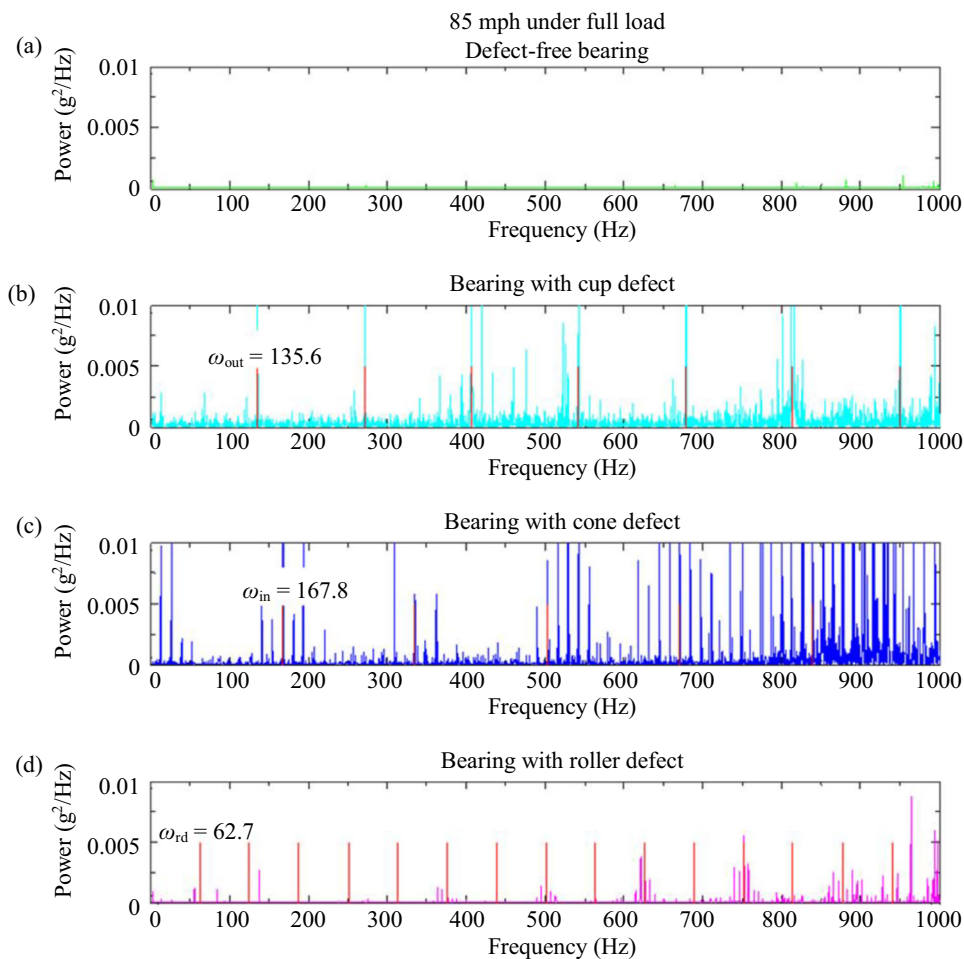 85 mph under full load
(a)
Defect-free bearing
Power (g²/Hz)
0.01
0.005
0
0 100 200 300 400 500 600 700 800 900 1000
Frequency (Hz)
(b)
Bearing with cup defect
Power (g²/Hz)
0.01
0.005
0
ω_out = 135.6
0 100 200 300 400 500 600 700 800 900 1000
Frequency (Hz)
(c)
Bearing with cone defect
Power (g²/Hz)
0.01
0.005
0
ω_in = 167.8
0 100 200 300 400 500 600 700 800 900 1000
Frequency (Hz)
(d)
Bearing with roller defect
Power (g²/Hz)
0.01
0.005
0
ω_rd = 62.7
0 100 200 300 400 500 600 700 800 900 1000
Frequency (Hz)